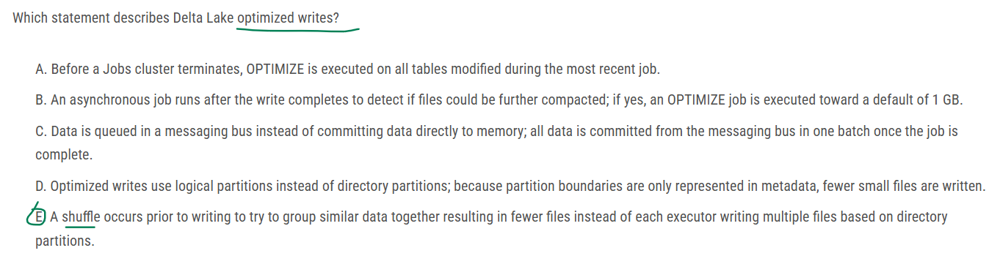 Which statement describes Delta Lake optimized writes?
A. Before a Jobs cluster terminates, OPTIMIZE is executed on all tables modified during the most recent job.
B. An asynchronous job runs after the write completes to detect if files could be further compacted; if yes, an OPTIMIZE job is executed toward a default of 1 GB.
C. Data is queued in a messaging bus instead of committing data directly to memory; all data is committed from the messaging bus in one batch once the job is
complete.
D. Optimized writes use logical partitions instead of directory partitions; because partition boundaries are only represented in metadata, fewer small files are written.
E A shuffle occurs prior to writing to try to group similar data together resulting in fewer files instead of each executor writing multiple files based on directory
partitions.